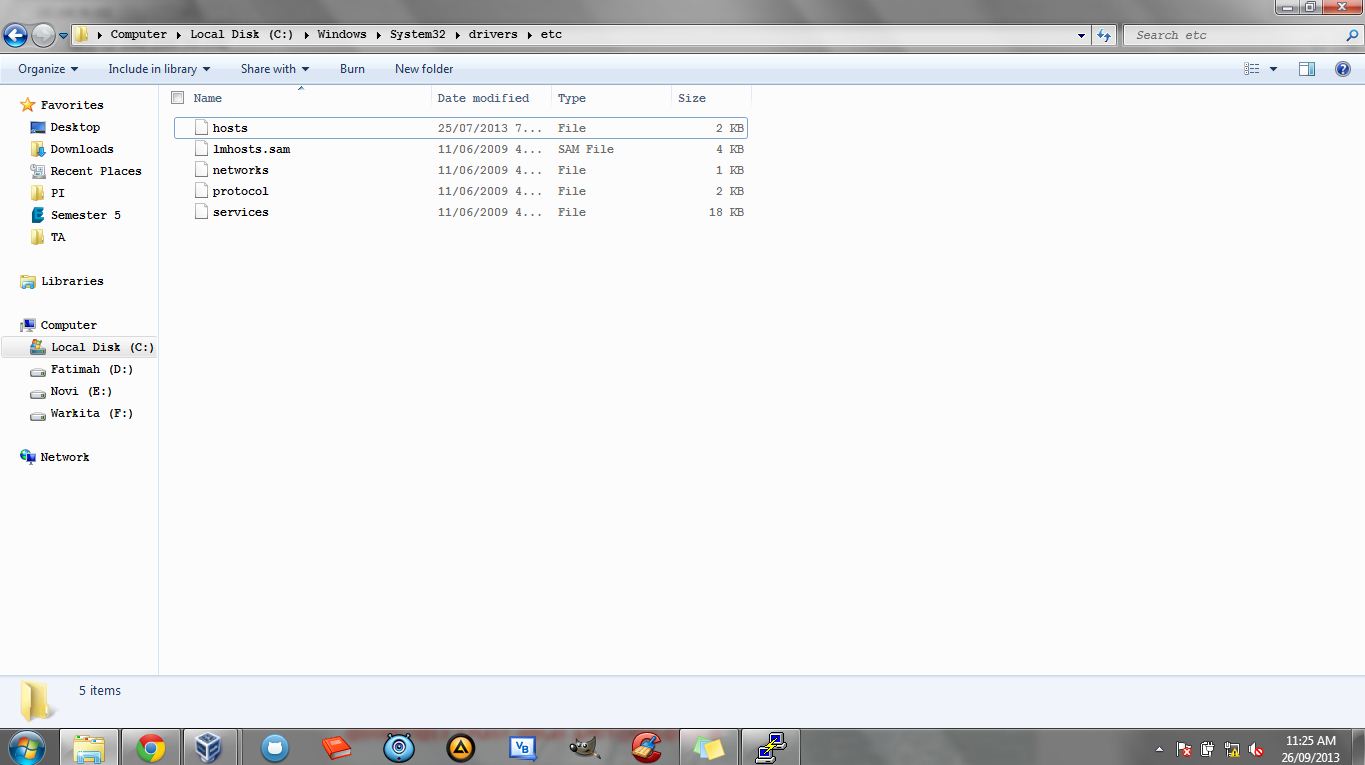 Computer Local Disk (C:) Windows System32 drivers etc
Search etc
Organize Include in library Share with Burn New folder
Name Date modified Type Size
hosts 25/07/2013 7... File 2 KB
lmhosts.sam 11/06/2009 4... SAM File 4 KB
networks 11/06/2009 4... File 1 KB
protocol 11/06/2009 4... File 2 KB
services 11/06/2009 4... File 18 KB
Favorites
Desktop
Downloads
Recent Places
PI
Semester 5
TA
Libraries
Computer
Local Disk (C:)
Fatimah (D:)
Novi (E:)
Warkita (F:)
Network
5 items
VB
11:25 AM
26/09/2013